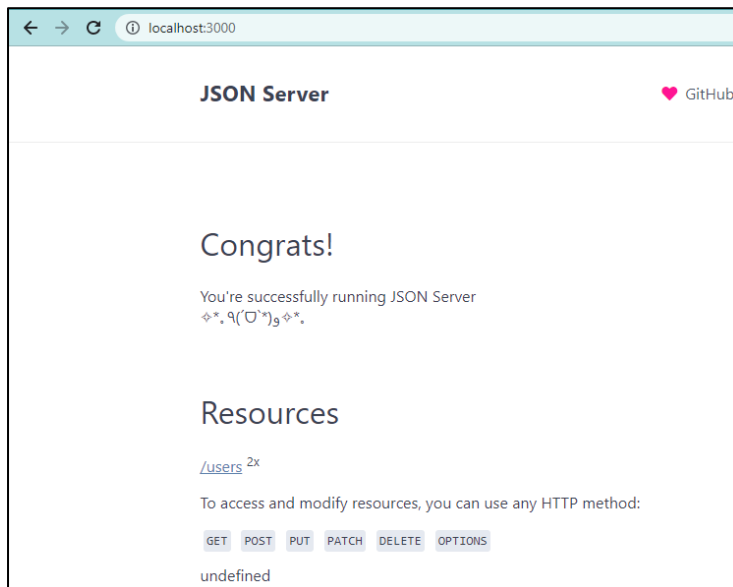 localhost:3000
JSON Server
GitHub
Congrats!
You're successfully running JSON Server
✧*｡٩(ˊᗜˋ*)و✧*｡
Resources
/users 2x
To access and modify resources, you can use any HTTP method:
GET POST PUT PATCH DELETE OPTIONS
undefined